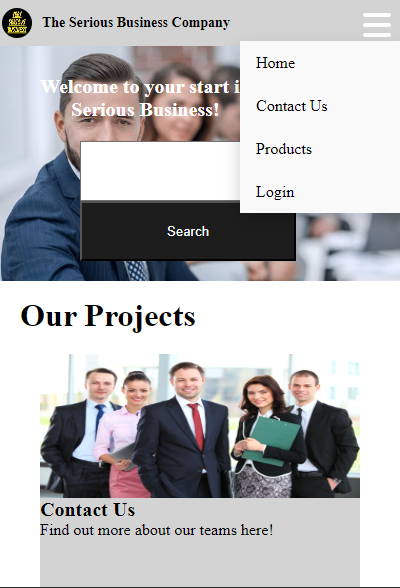 The Serious Business Company
Welcome to your start i
Serious Business!
Home
Contact Us
Products
Login
Search
Our Projects
Contact Us
Find out more about our teams here!